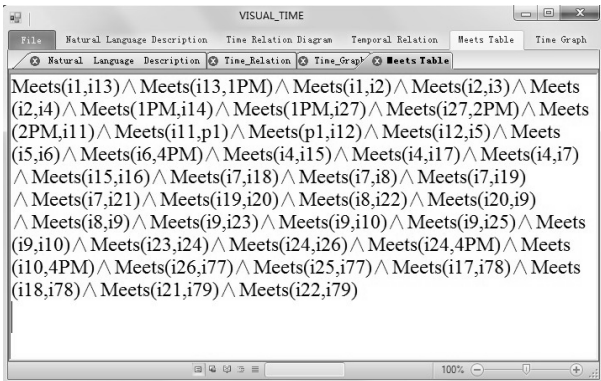 VISUAL_TIME
File Natural Language Description Time Relation Diagram Temporal Relation Meets Table Time Graph
Natural Language Description Time_Relation Time_Graph Meets Table
Meets(i1,i13)∧Meets(i13,1PM)∧Meets(i1,i2)∧Meets(i2,i3)∧Meets
(i2,i4)∧Meets(1PM,i14)∧Meets(1PM,i27)∧Meets(i27,2PM)∧Meets
(2PM,i11)∧Meets(i11,p1)∧Meets(p1,i12)∧Meets(i12,i5)∧Meets
(i5,i6)∧Meets(i6,4PM)∧Meets(i4,i15)∧Meets(i4,i17)∧Meets(i4,i7)
∧Meets(i15,i16)∧Meets(i7,i18)∧Meets(i7,i8)∧Meets(i7,i19)
∧Meets(i7,i21)∧Meets(i19,i20)∧Meets(i8,i22)∧Meets(i20,i9)
∧Meets(i8,i9)∧Meets(i9,i23)∧Meets(i9,i10)∧Meets(i9,i25)∧Meets
(i9,i10)∧Meets(i23,i24)∧Meets(i24,i26)∧Meets(i24,4PM)∧Meets
(i10,4PM)∧Meets(i26,i77)∧Meets(i25,i77)∧Meets(i17,i78)∧Meets
(i18,i78)∧Meets(i21,i79)∧Meets(i22,i79)
100%